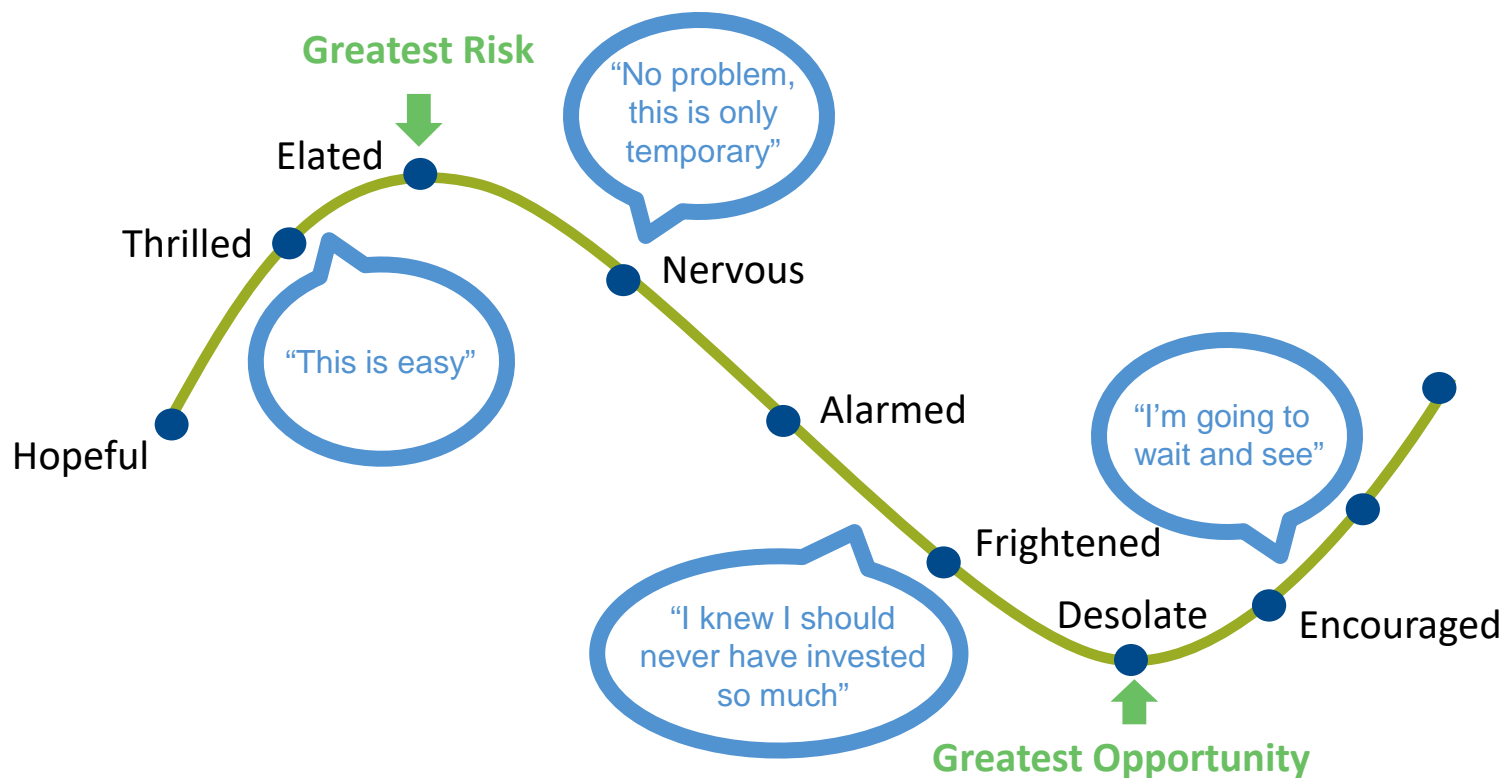 Greatest Risk
“No problem,
this is only
temporary”
Elated
Thrilled
Nervous
“This is easy”
Hopeful
Alarmed
“I’m going to
wait and see”
Frightened
“I knew I should
never have invested
so much”
Desolate
Encouraged
Greatest Opportunity